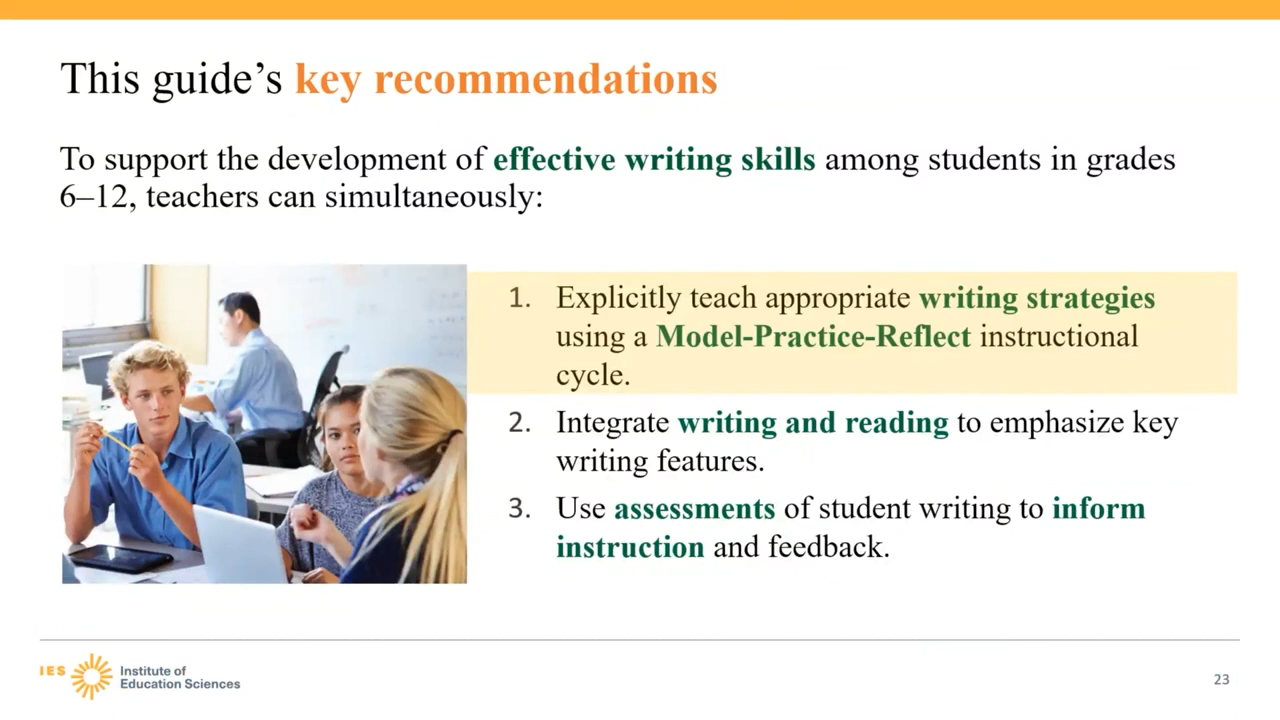 This guide’s key recommendations
To support the development of effective writing skills among students in grades
6–12, teachers can simultaneously:
1. Explicitly teach appropriate writing strategies
using a Model-Practice-Reflect instructional
cycle.
2. Integrate writing and reading to emphasize key
writing features.
3. Use assessments of student writing to inform
instruction and feedback.
IES Institute of
Education Sciences
23